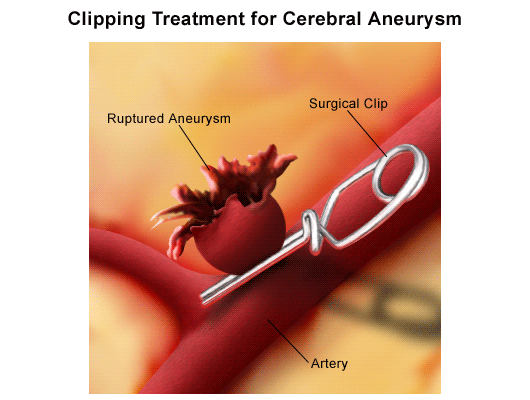 Clipping Treatment for Cerebral Aneurysm
Surgical Clip
Ruptured Aneurysm
Artery